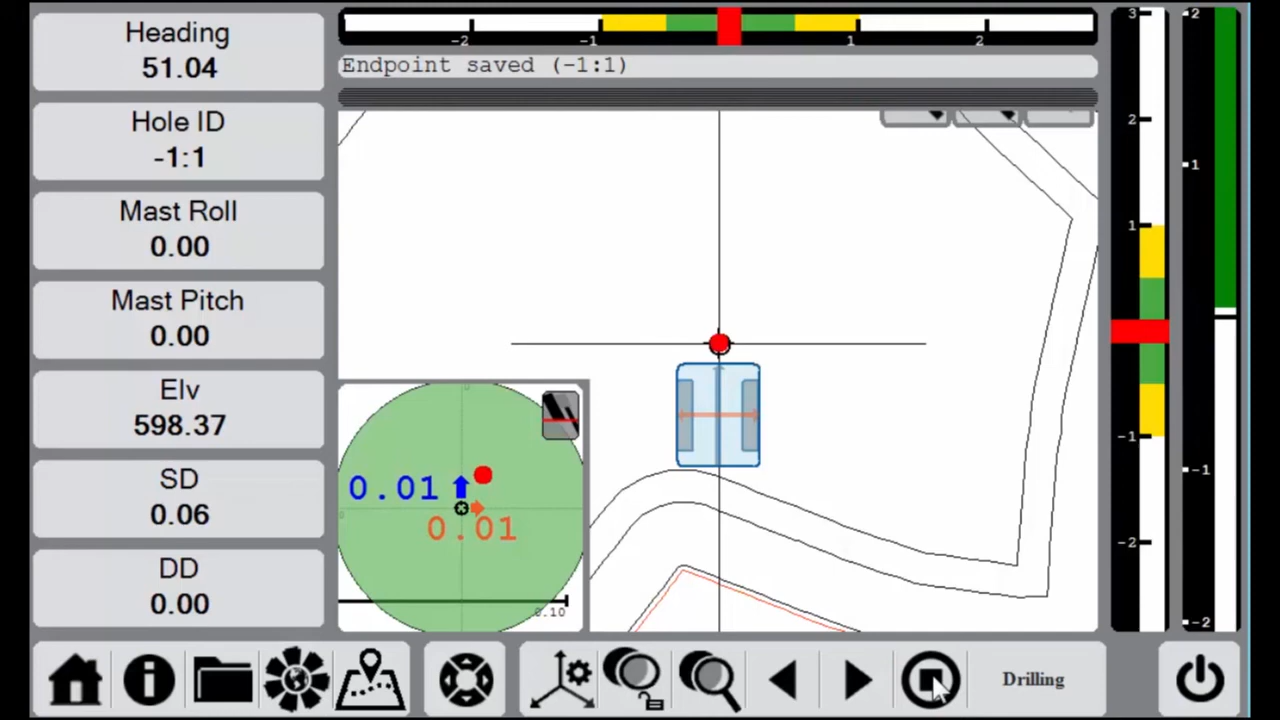 Heading
51.04
Hole ID
-1:1
Mast Roll
0.00
Mast Pitch
0.00
Elv
598.37
SD
0.06
DD
0.00
-2
-1
1
2
Endpoint saved (-1:1)
0.01
0.01
0.10
3
2
1
-1
-2
2
1
-1
-2
Drilling